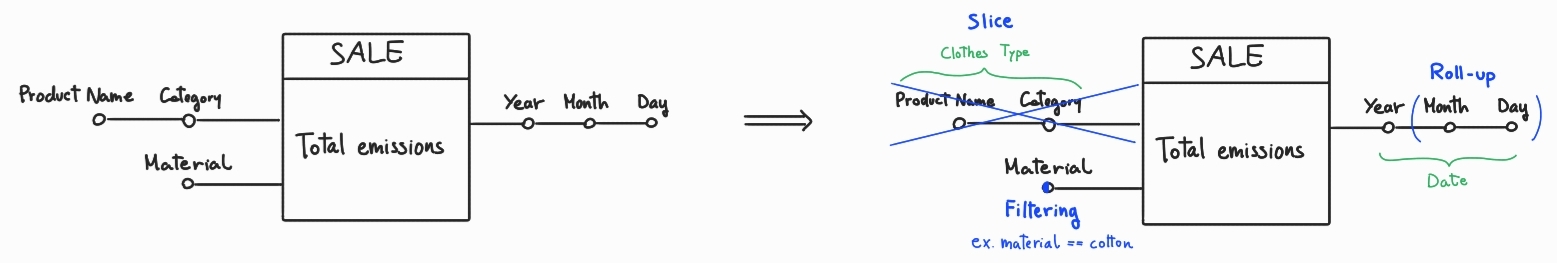 SALE
Product Name
Category
Year
Month
Day
Total emissions
Material
Slice
Clothes Type
SALE
Roll-up
Product Name
Category
Year
(Month
Day)
Total emissions
Material
Date
Filtering
ex. material == cotton